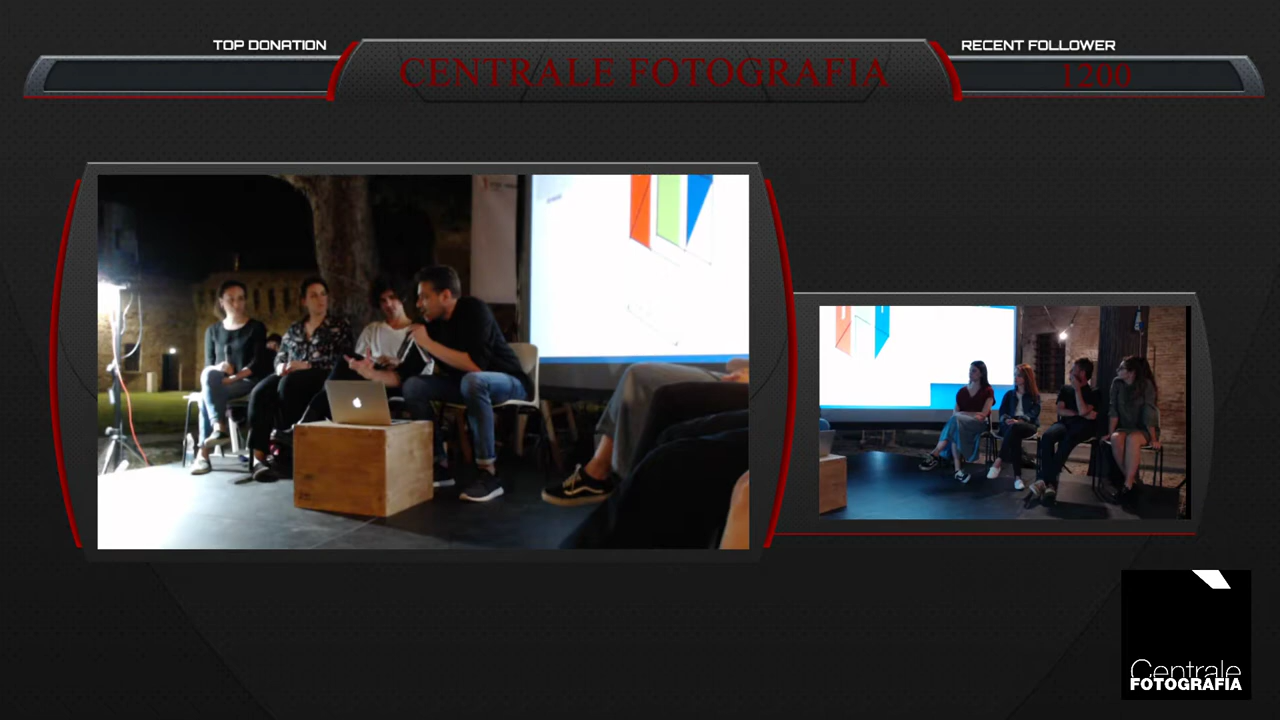 TOP DONATION
CENTRALE FOTOGRAFIA
RECENT FOLLOWER
1200
Centrale
FOTOGRAFIA